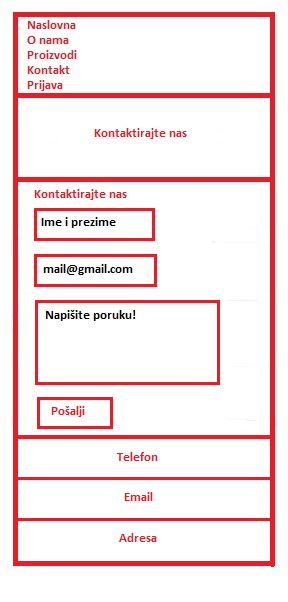 Naslovna
O nama
Proizvodi
Kontakt
Prijava
Kontaktirajte nas
Kontaktirajte nas
Ime i prezime
mail@gmail.com
Napišite poruku!
Pošalji
Telefon
Email
Adresa